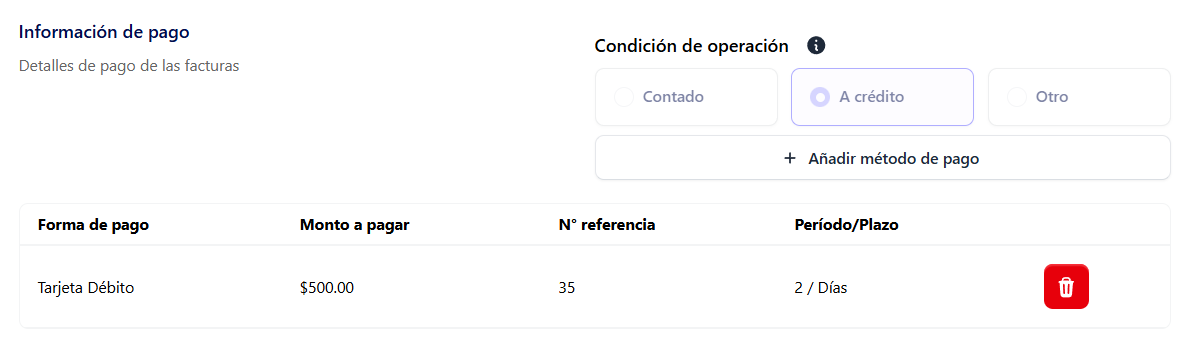 Información de pago
Detalles de pago de las facturas
Condición de operación
Contado
A crédito
Otro
+ Añadir método de pago
Forma de pago Monto a pagar N° referencia Período/Plazo
Tarjeta Débito $500.00 35 2 / Días